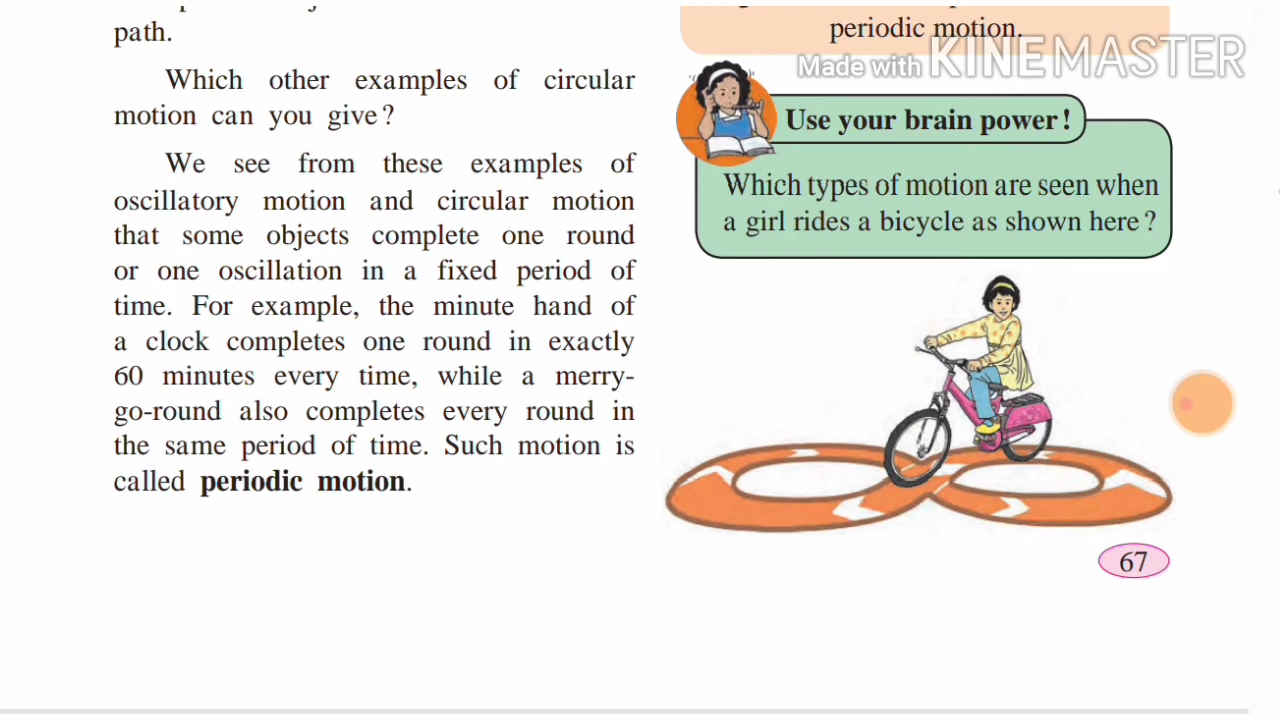 path.
Which other examples of circular
motion can you give?
We see from these examples of
oscillatory motion and circular motion
that some objects complete one round
or one oscillation in a fixed period of
time. For example, the minute hand of
a clock completes one round in exactly
60 minutes every time, while a merry-
go-round also completes every round in
the same period of time. Such motion is
called periodic motion.
periodic motion.
Made with KINEMASTER
Use your brain power!
Which types of motion are seen when
a girl rides a bicycle as shown here?
67